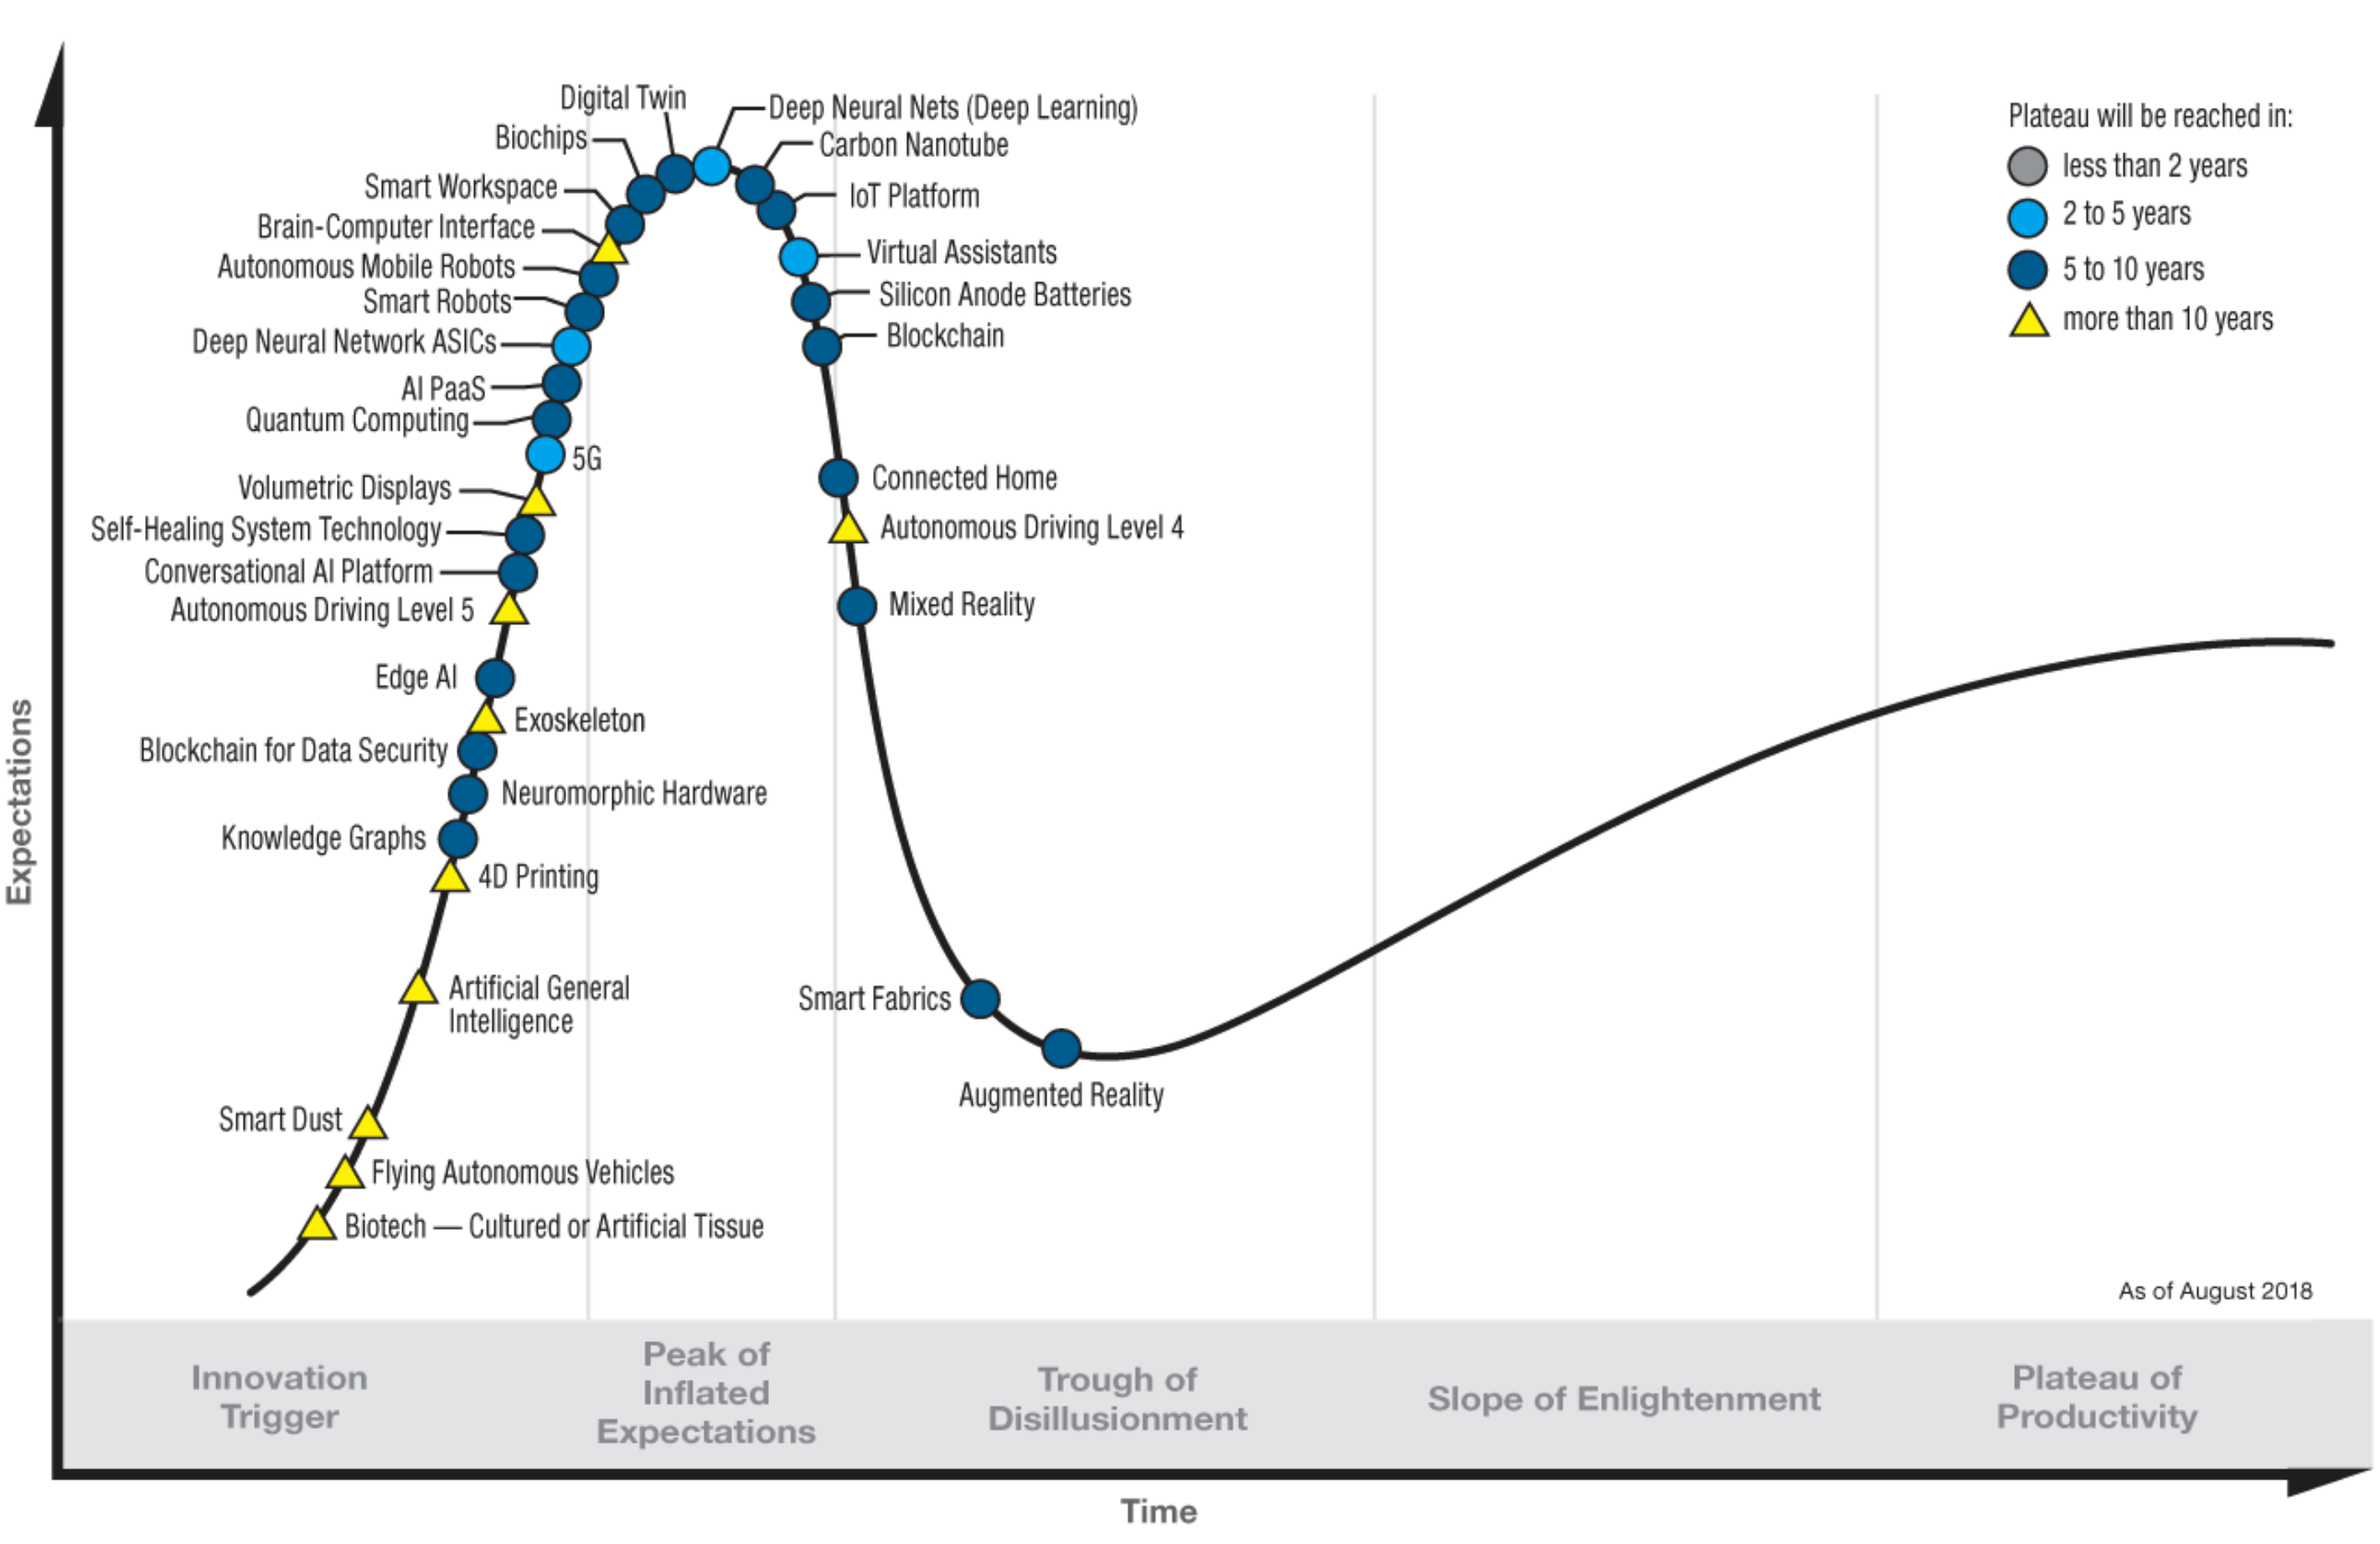 Digital Twin
Deep Neural Nets (Deep Learning)
Biochips
Carbon Nanotube
Smart Workspace
IoT Platform
Brain-Computer Interface
Virtual Assistants
Autonomous Mobile Robots
Silicon Anode Batteries
Smart Robots
Blockchain
Deep Neural Network ASICs
AI PaaS
Quantum Computing
5G
Connected Home
Volumetric Displays
Autonomous Driving Level 4
Self-Healing System Technology
Conversational AI Platform
Mixed Reality
Autonomous Driving Level 5
Edge AI
Exoskeleton
Blockchain for Data Security
Neuromorphic Hardware
Knowledge Graphs
4D Printing
Artificial General
Intelligence
Smart Fabrics
Augmented Reality
Smart Dust
Flying Autonomous Vehicles
Biotech — Cultured or Artificial Tissue
Plateau will be reached in:
less than 2 years
2 to 5 years
5 to 10 years
more than 10 years
As of August 2018
Expectations
Innovation
Trigger
Peak of
Inflated
Expectations
Trough of
Disillusionment
Slope of Enlightenment
Plateau of
Productivity
Time